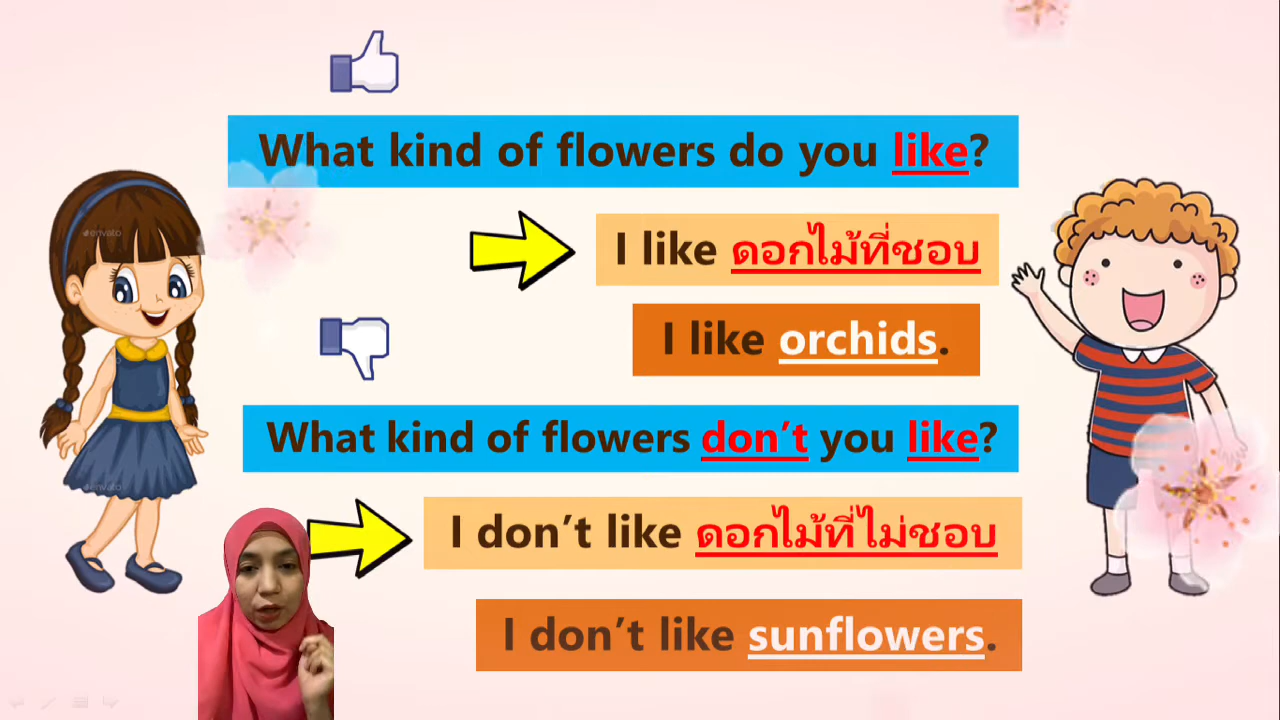 What kind of flowers do you like?
I like ดอกไม้ที่ชอบ
I like orchids.
What kind of flowers don't you like?
I don't like ดอกไม้ที่ไม่ชอบ
I don't like sunflowers.
envato
envato